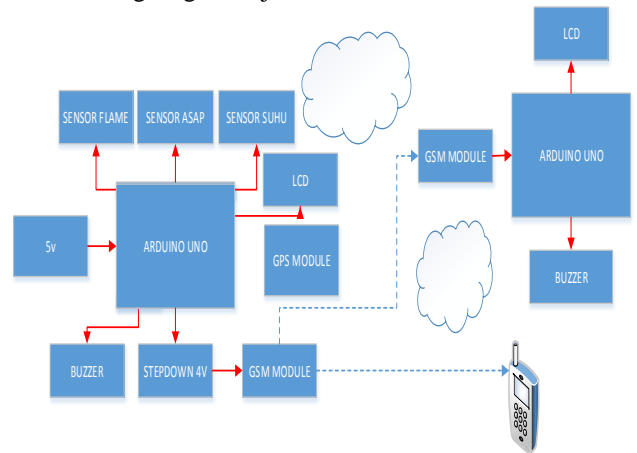 LCD
SENSOR FLAME
SENSOR ASAP
SENSOR SUHU
GSM MODULE
ARDUINO UNO
LCD
5v
ARDUINO UNO
GPS MODULE
BUZZER
BUZZER
STEPDOWN 4V
GSM MODULE